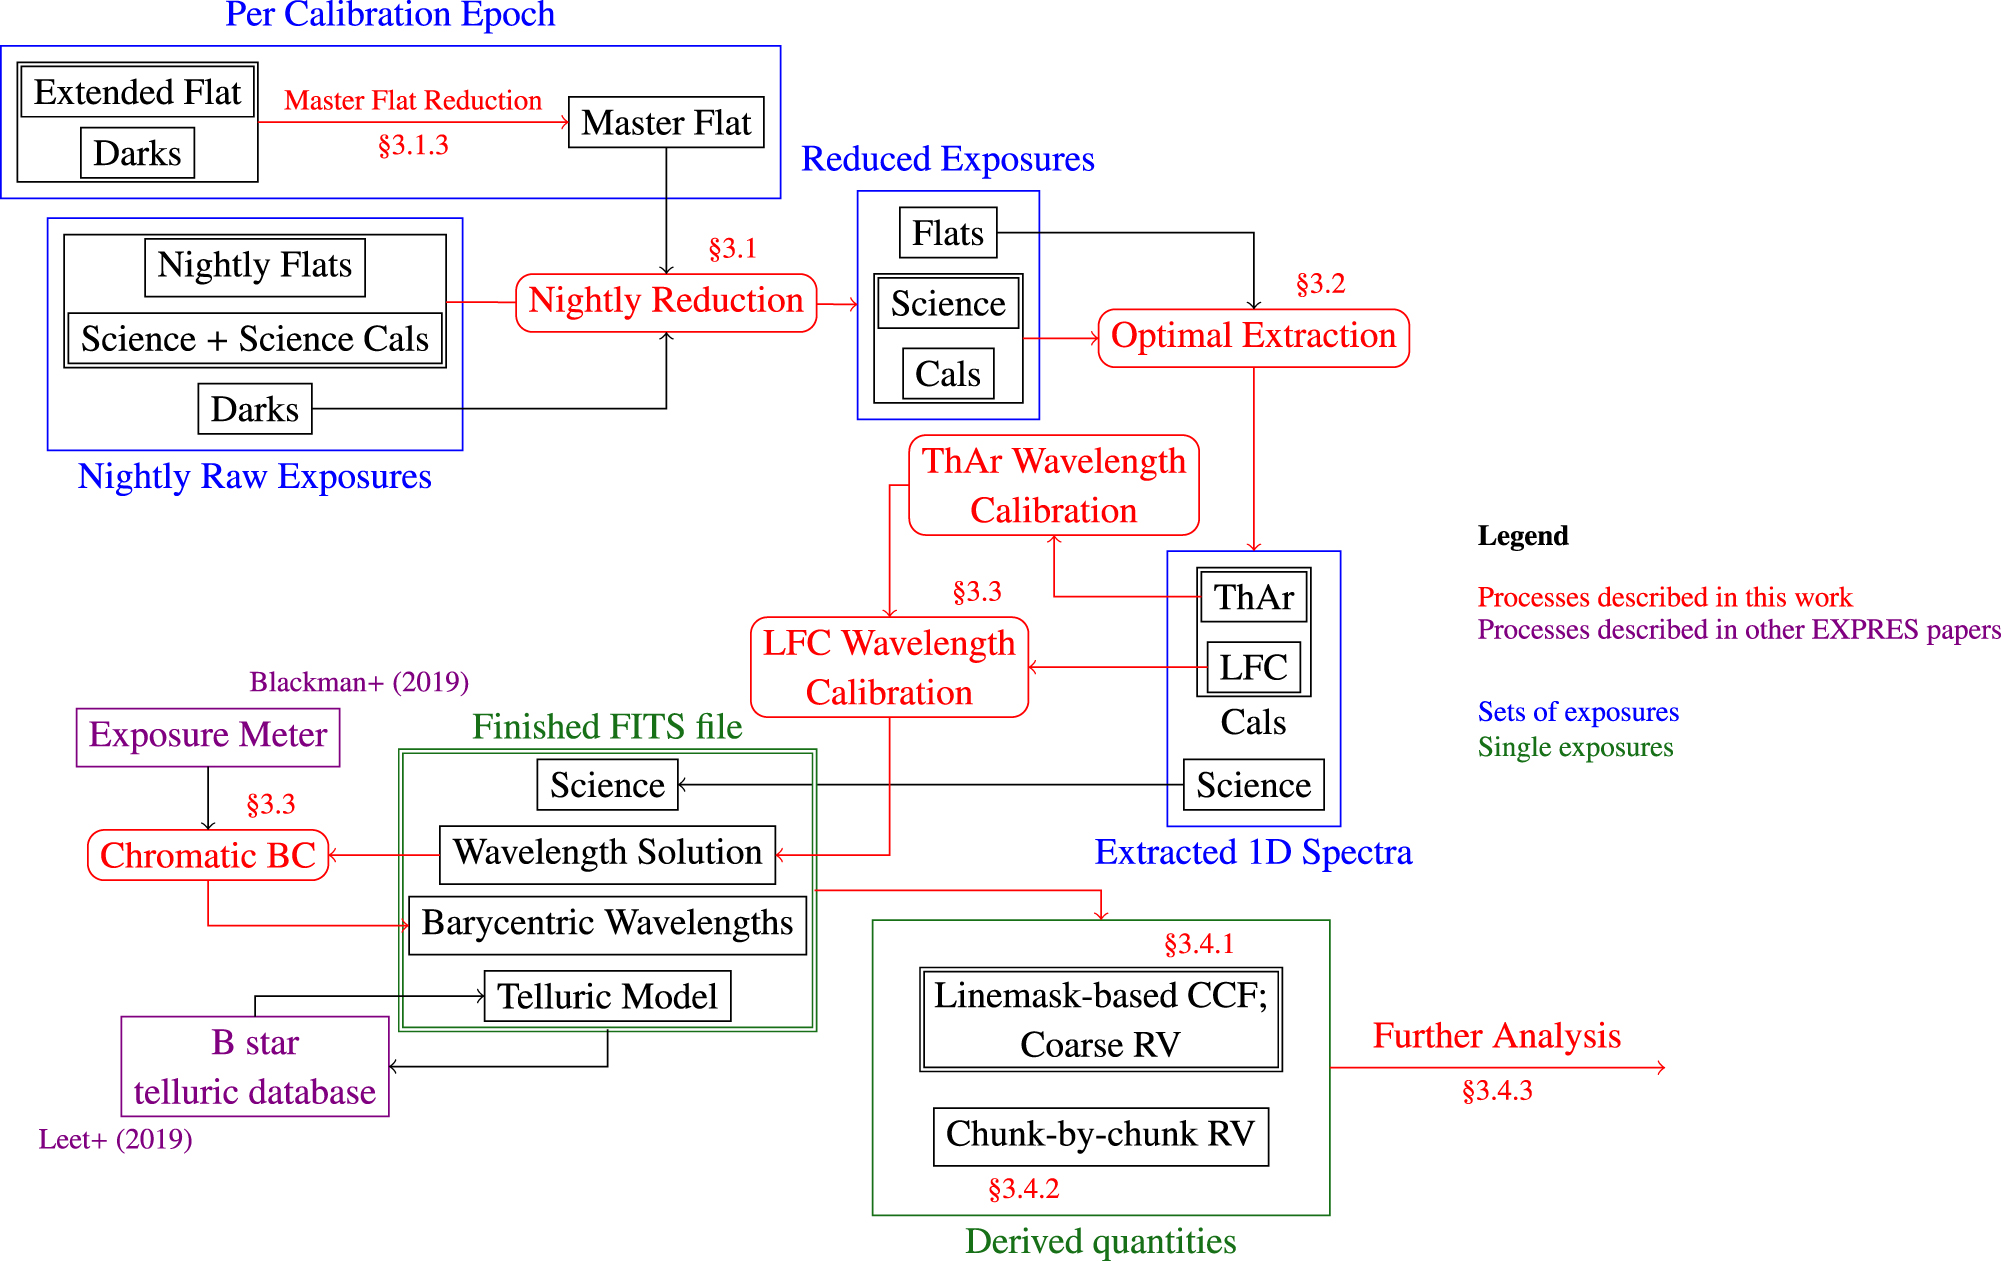 Per Calibration Epoch
Extended Flat
Darks
Master Flat Reduction
§3.1.3
Master Flat
Nightly Flats
Science + Science Cals
Darks
Nightly Raw Exposures
§3.1
Nightly Reduction
Reduced Exposures
Flats
Science
Cals
§3.2
Optimal Extraction
ThAr Wavelength
Calibration
§3.3
LFC Wavelength
Calibration
ThAr
LFC
Cals
Science
Extracted 1D Spectra
Legend
Processes described in this work
Processes described in other EXPRES papers
Sets of exposures
Single exposures
Blackman+ (2019)
Exposure Meter
§3.3
Chromatic BC
Finished FITS file
Science
Wavelength Solution
Barycentric Wavelengths
Telluric Model
B star
telluric database
Leet+ (2019)
§3.4.1
Linemask-based CCF;
Coarse RV
Chunk-by-chunk RV
§3.4.2
Derived quantities
Further Analysis
§3.4.3